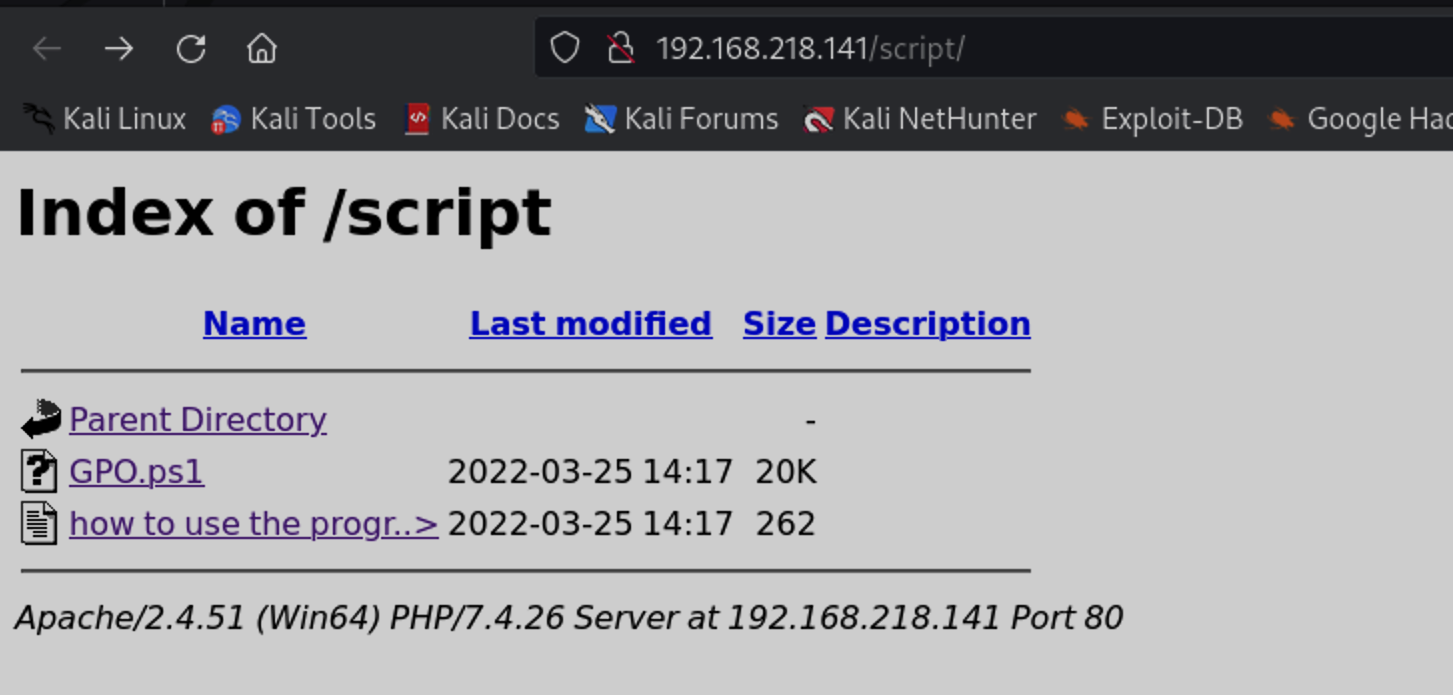 192.168.218.141/script/
Kali Linux Kali Tools Kali Docs Kali Forums Kali NetHunter Exploit-DB Google Hac
Index of /script
Name Last modified Size Description
Parent Directory -
GPO.ps1 2022-03-25 14:17 20K
how to use the progr..> 2022-03-25 14:17 262
Apache/2.4.51 (Win64) PHP/7.4.26 Server at 192.168.218.141 Port 80